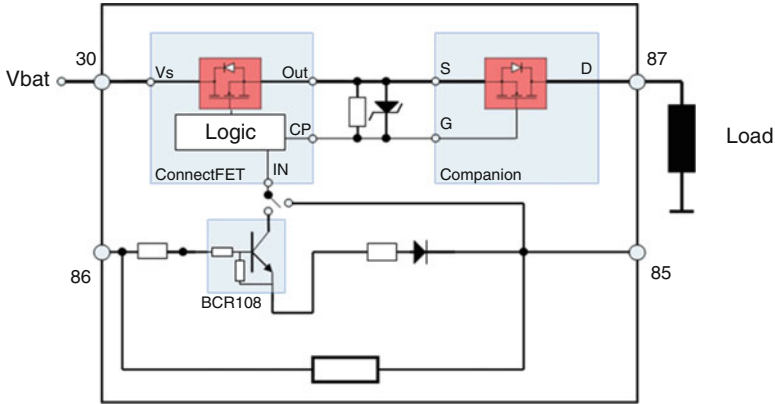 30
87
Vbat
Vs
Out
S
D
Logic
CP
G
Load
IN
ConnectFET
Companion
86
85
BCR108